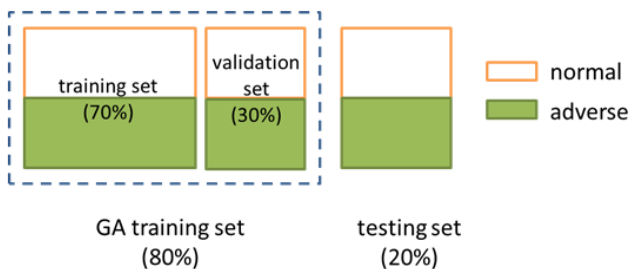 training set
(70%)
validation
set
(30%)
normal
adverse
GA training set
(80%)
testing set
(20%)